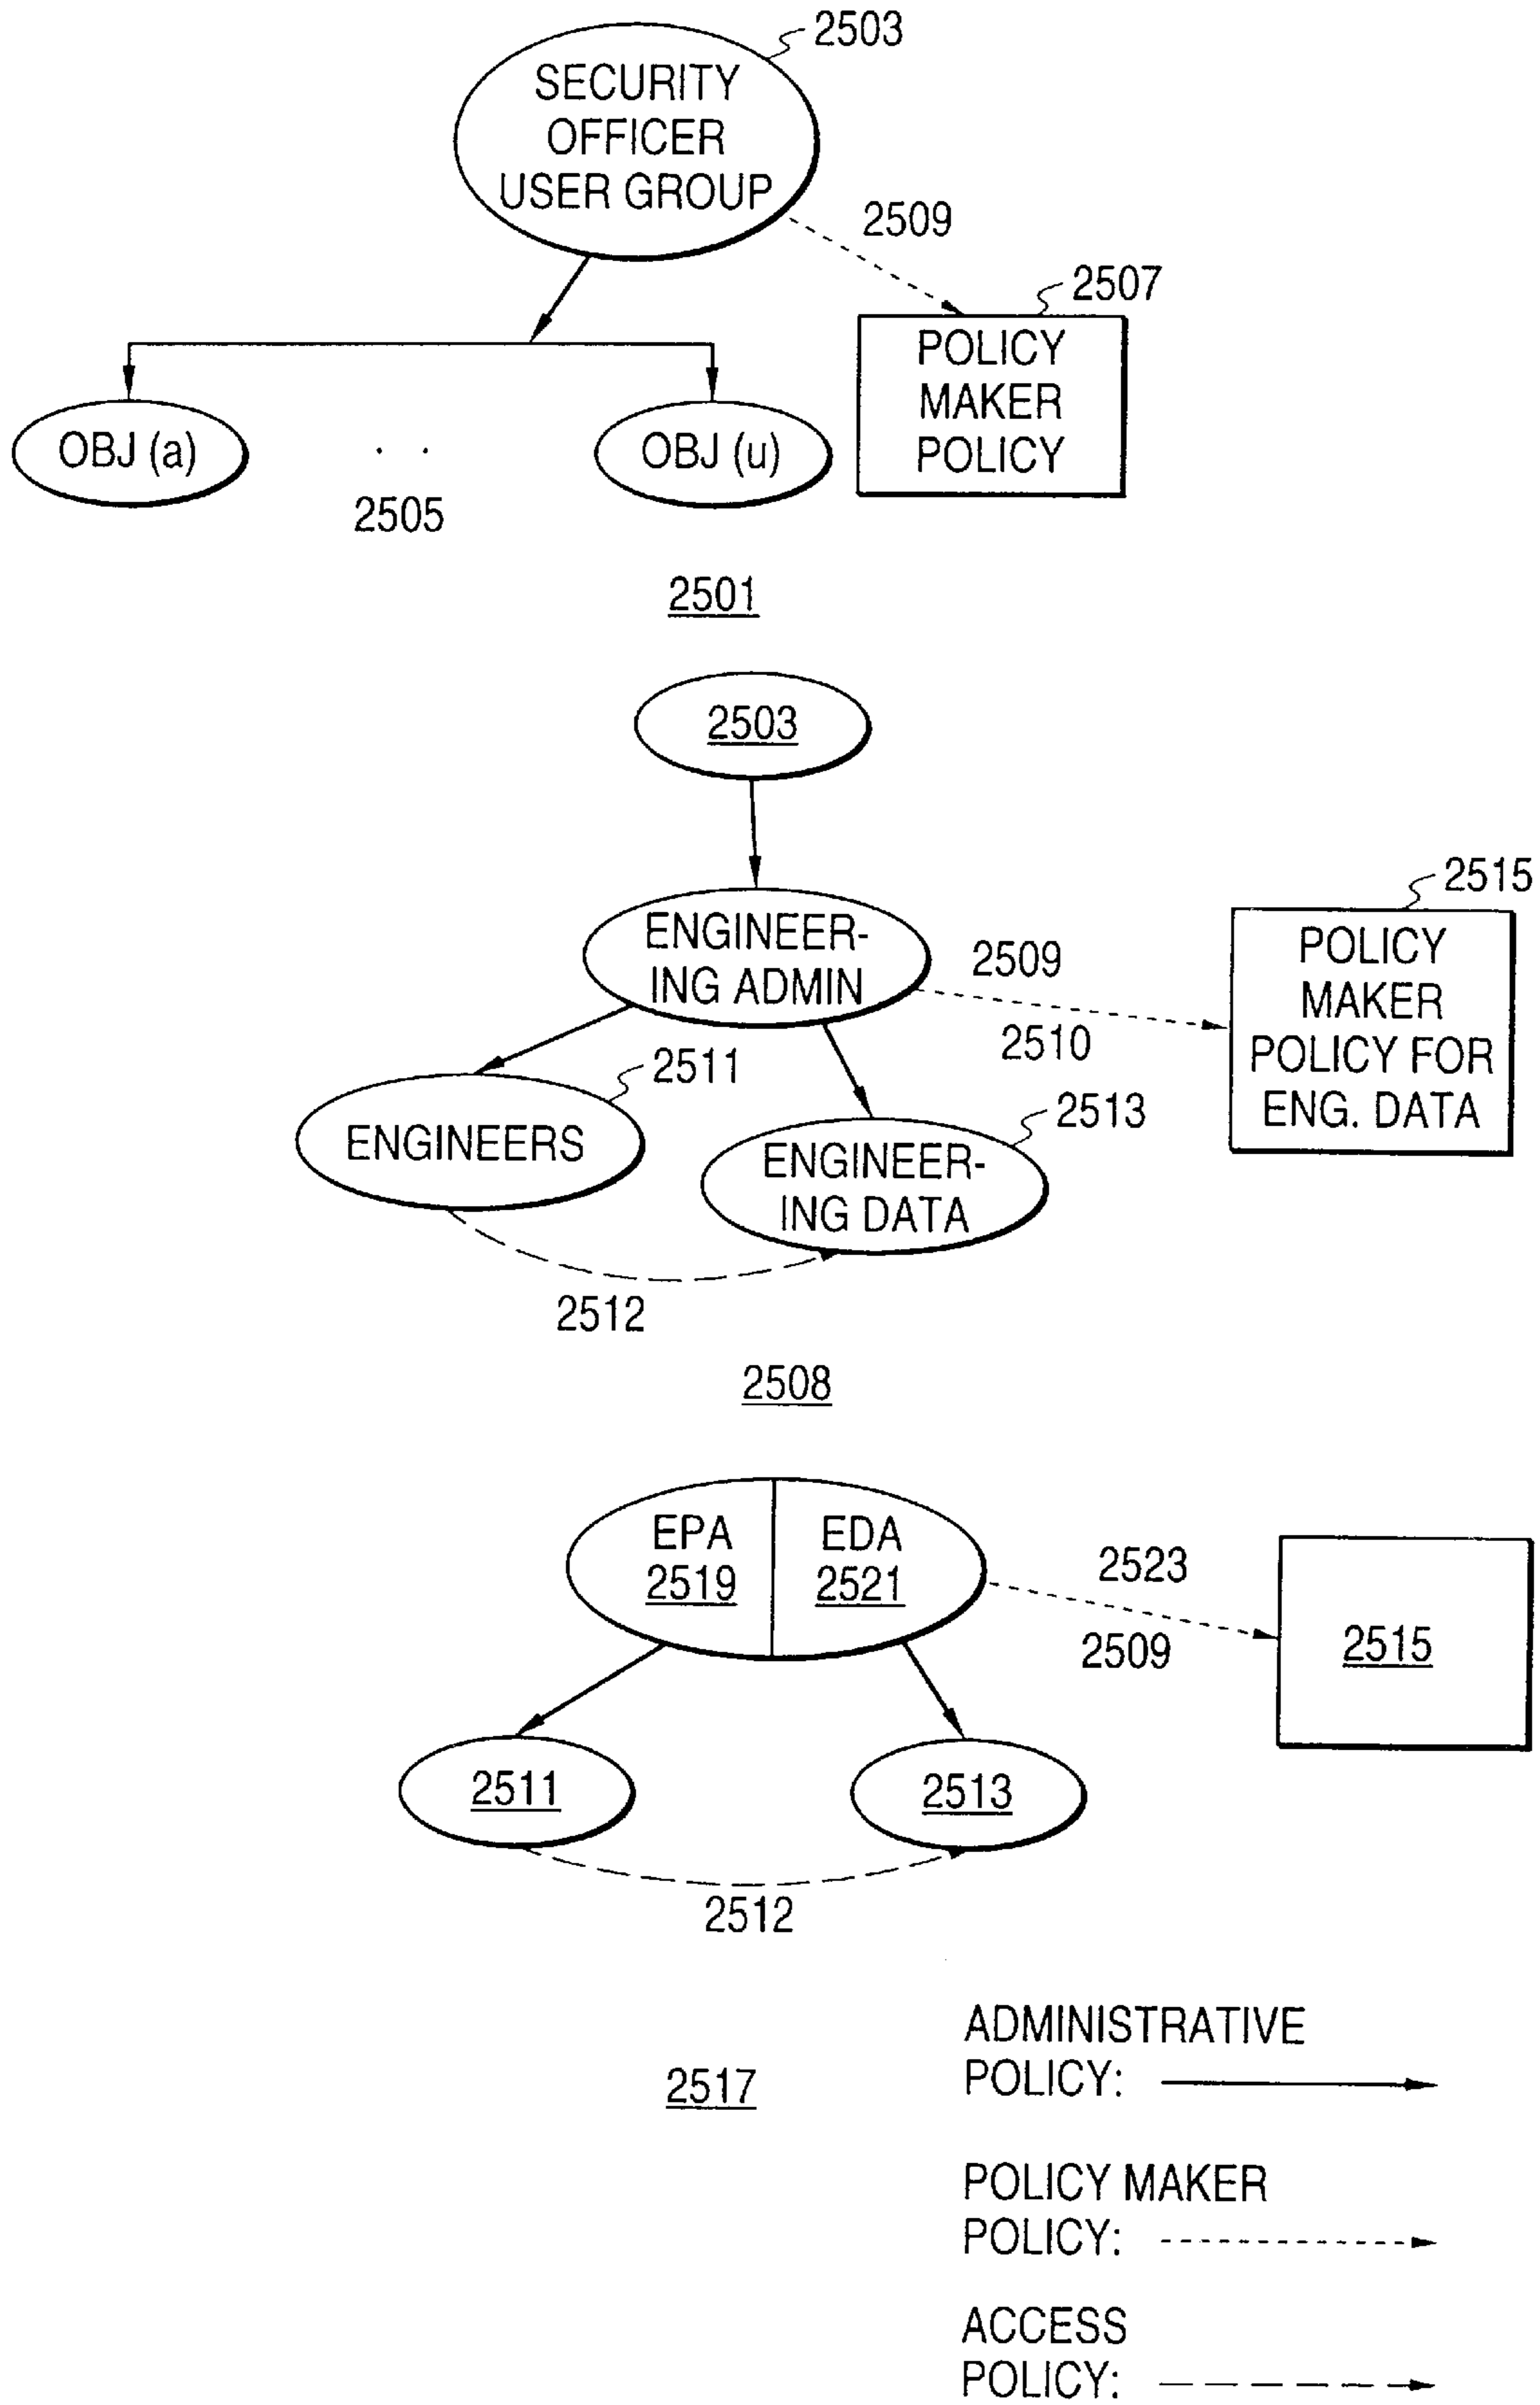 2503
SECURITY
OFFICER
USER GROUP
2509
2507
POLICY
MAKER
POLICY
OBJ (a)
. .
OBJ (u)
2505
2501
2503
2515
ENGINEER-
ING ADMIN
2509
2510
POLICY
MAKER
POLICY FOR
ENG. DATA
2511
ENGINEERS
2513
ENGINEER-
ING DATA
2512
2508
EPA
2519
EDA
2521
2523
2509
2515
2511
2513
2512
2517
ADMINISTRATIVE
POLICY:
POLICY MAKER
POLICY:
ACCESS
POLICY: